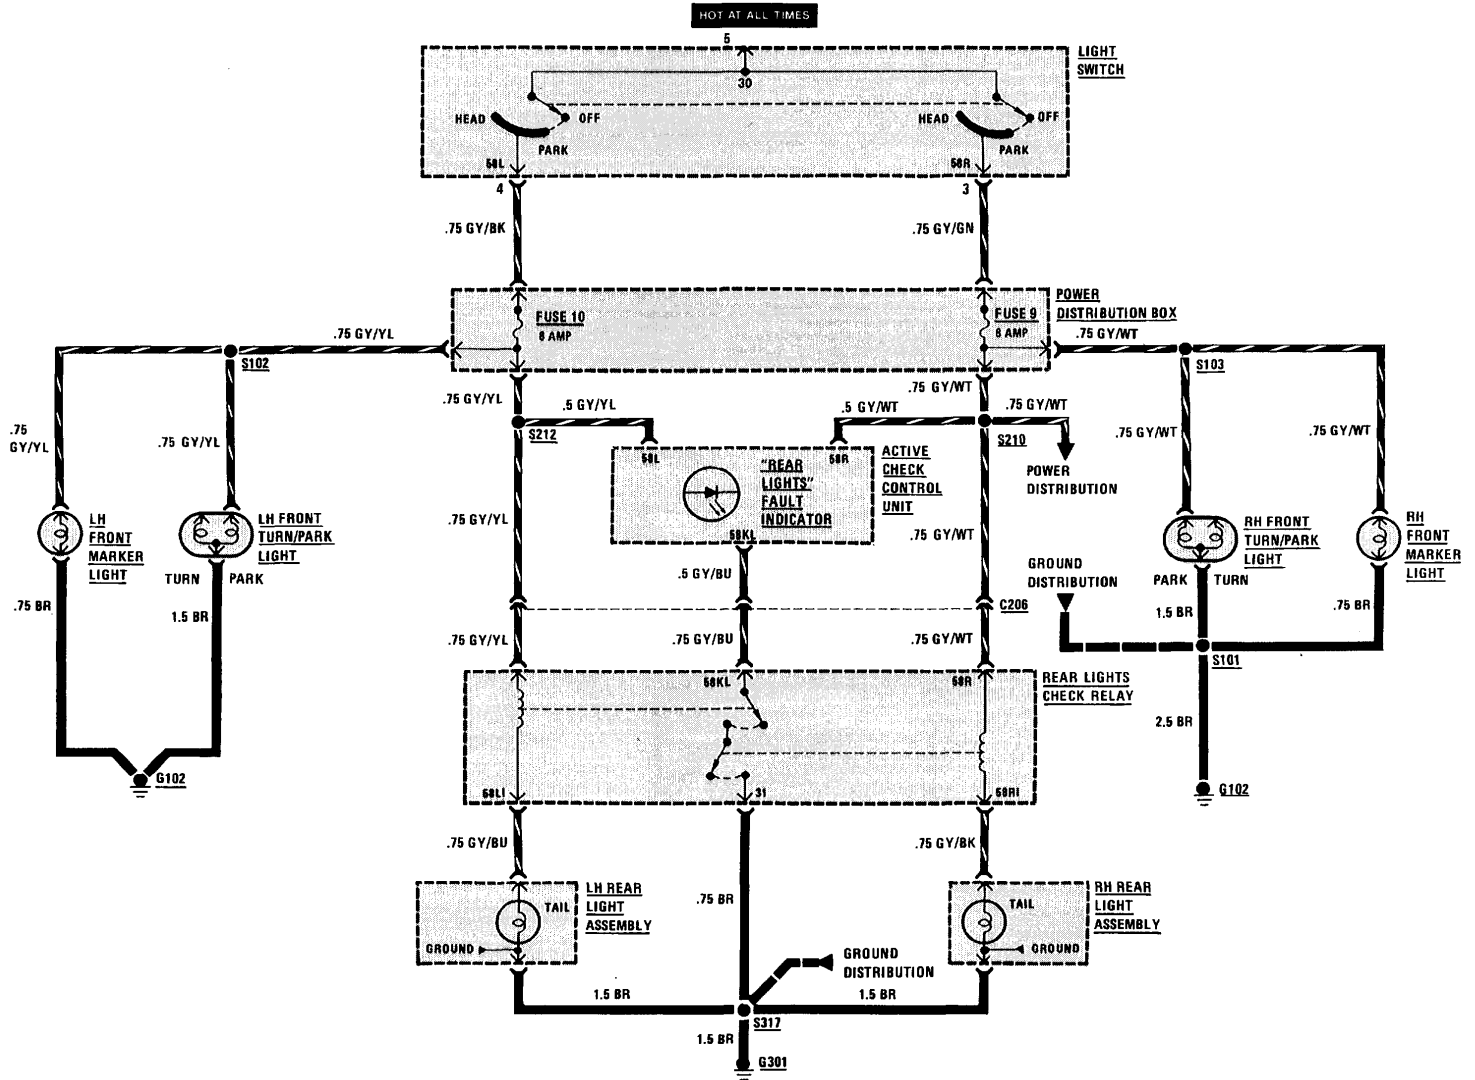 HOT AT ALL TIMES
5
LIGHT
SWITCH
30
HEAD
OFF
PARK
HEAD
OFF
PARK
58L
58R
4
3
.75 GY/BK
.75 GY/GN
POWER
DISTRIBUTION BOX
FUSE 10
8 AMP
FUSE 9
8 AMP
.75 GY/YL
.75 GY/WT
S102
S103
.75 GY/YL
.5 GY/YL
.5 GY/WT
.75 GY/WT
.75 GY/WT
S212
S210
.75
GY/YL
.75 GY/YL
58L
58R
"REAR
LIGHTS"
FAULT
INDICATOR
58KL
ACTIVE
CHECK
CONTROL
UNIT
POWER
DISTRIBUTION
.75 GY/WT
.75 GY/WT
LH
FRONT
MARKER
LIGHT
LH FRONT
TURN/PARK
LIGHT
TURN
PARK
.75 GY/YL
.75 GY/WT
RH FRONT
TURN/PARK
LIGHT
PARK
TURN
RH
FRONT
MARKER
LIGHT
.75 BR
1.5 BR
.5 GY/BU
GROUND
DISTRIBUTION
1.5 BR
.75 BR
C206
.75 GY/YL
.75 GY/BU
.75 GY/WT
S101
58KL
58R
REAR LIGHTS
CHECK RELAY
2.5 BR
G102
G102
58LI
31
58RI
.75 GY/BU
.75 GY/BK
.75 BR
LH REAR
LIGHT
ASSEMBLY
TAIL
GROUND
RH REAR
LIGHT
ASSEMBLY
TAIL
GROUND
GROUND
DISTRIBUTION
1.5 BR
1.5 BR
S317
1.5 BR
G301